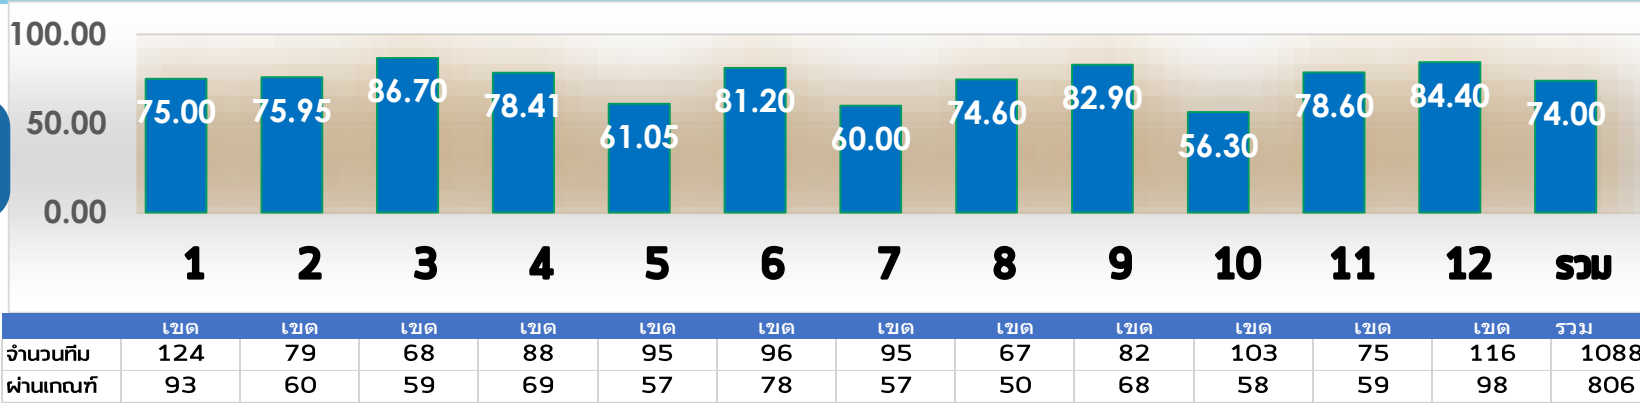 100.00
50.00
0.00
75.00 75.95 86.70 78.41 61.05 81.20 60.00 74.60 82.90 56.30 78.60 84.40 74.00
1 2 3 4 5 6 7 8 9 10 11 12 รวม
เขต เขต เขต เขต เขต เขต เขต เขต เขต เขต เขต เขต รวม
จำนวนทีม 124 79 68 88 95 96 95 67 82 103 75 116 1088
ผ่านเกณฑ์ 93 60 59 69 57 78 57 50 68 58 59 98 806